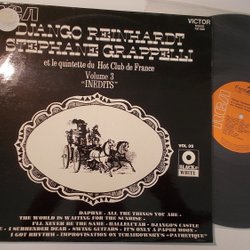 RCA VICTOR
DJANGO REINHARDT
STEPHANE GRAPPELLI
et le quintette du Hot Club de France
Volume 3
"INEDITS"
VOL 03
BLACK
WHITE
DAPHNE - ALL THE THINGS YOU ARE -
THE WORLD IS WAITING FOR THE SUNRISE -
I'LL NEVER BE THE SAME - HALLELUJAH - DJANGO'S CASTLE
- I SURRENDER DEAR - SWING GUITARS - IT'S ONLY A PAPER MOON
I GOT RHYTHM - IMPROVISATION ON TCHAIKOWSKY'S «PATHETIQUE»
RCA